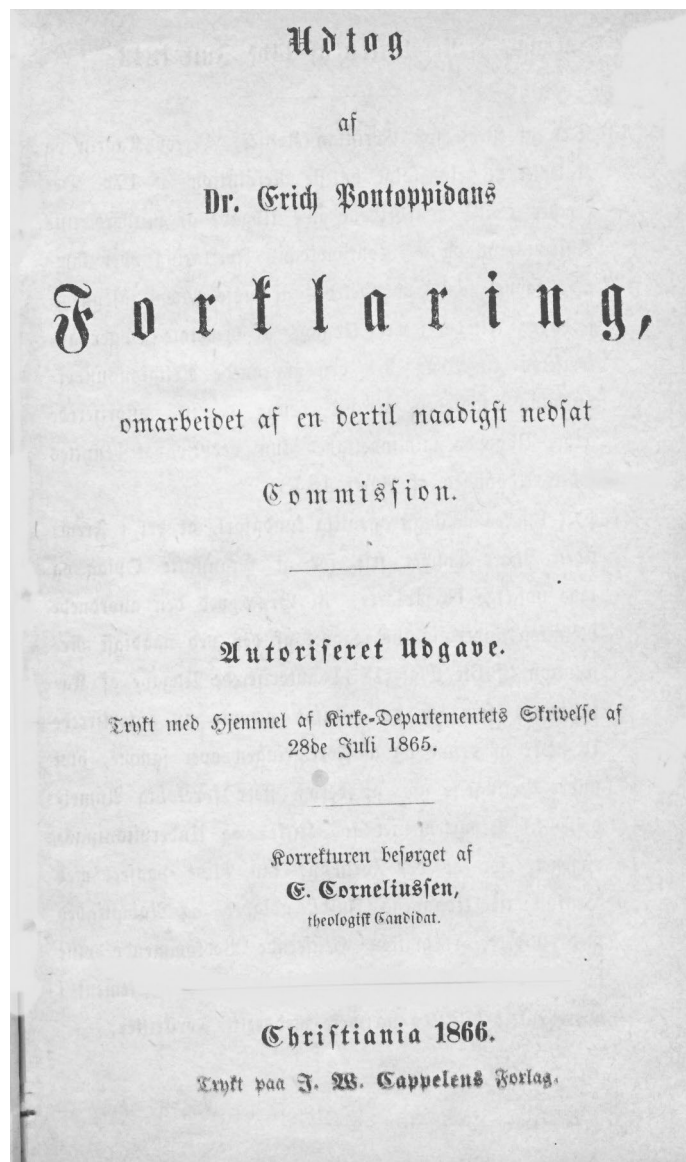 Udtog
af
Dr. Erich Pontoppidans
Forklaring,
omarbeidet af en dertil naadigst nedsat
Commission.
Autoriseret Udgave.
Trykt med Hjemmel af Kirke-Departementets Skrivelse af
28de Juli 1865.
Korrekturen besørget af
E. Corneliussen,
theologisk Candidat.
Christiania 1866.
Trykt paa J. W. Cappelens Forlag.